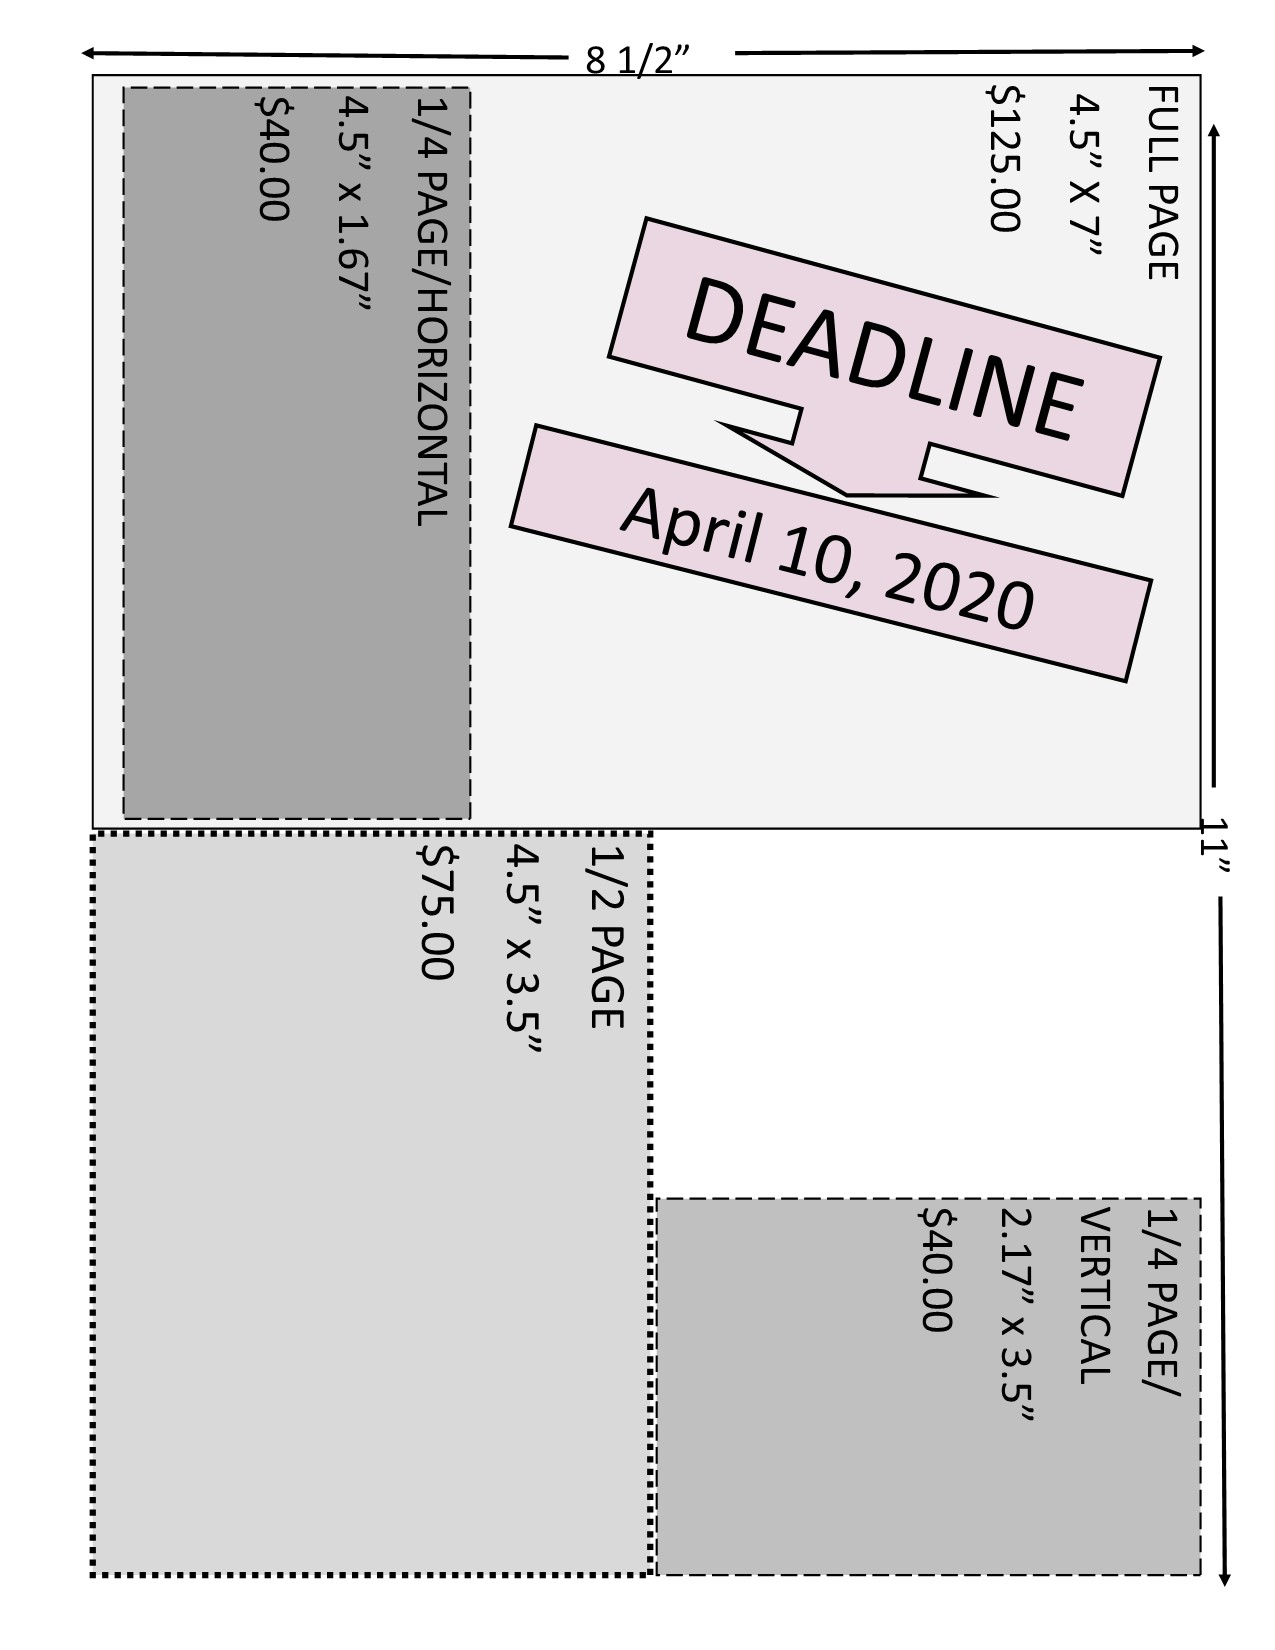 8 1/2”
FULL PAGE
4.5” X 7”
$125.00
DEADLINE
April 10, 2020
1/4 PAGE/HORIZONTAL
4.5” x 1.67”
$40.00
11”
1/2 PAGE
4.5” x 3.5”
$75.00
1/4 PAGE/
VERTICAL
2.17” x 3.5”
$40.00